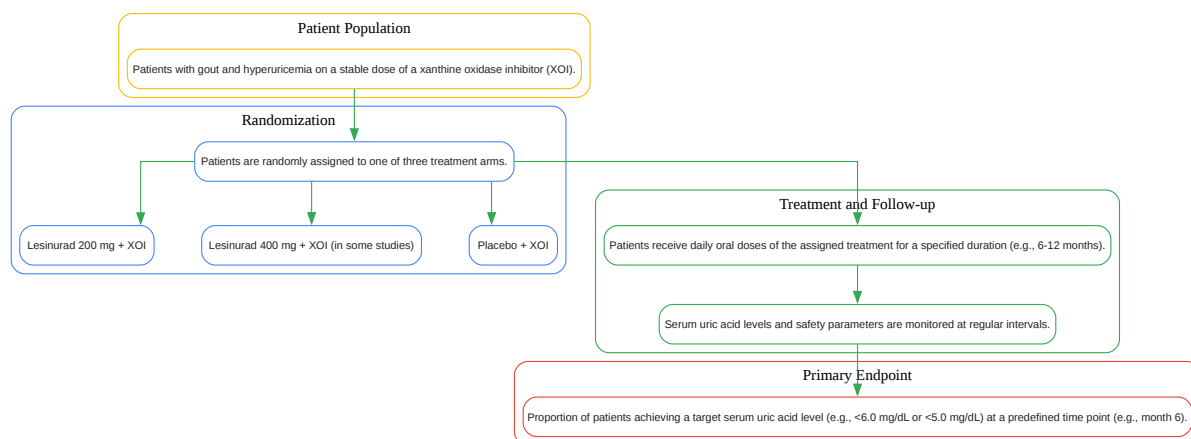 Patient Population
Patients with gout and hyperuricemia on a stable dose of a xanthine oxidase inhibitor (XOI).
Randomization
Patients are randomly assigned to one of three treatment arms.
Lesinurad 200 mg + XOI
Lesinurad 400 mg + XOI (in some studies)
Placebo + XOI
Treatment and Follow-up
Patients receive daily oral doses of the assigned treatment for a specified duration (e.g., 6-12 months).
Serum uric acid levels and safety parameters are monitored at regular intervals.
Primary Endpoint
Proportion of patients achieving a target serum uric acid level (e.g., <6.0 mg/dL or <5.0 mg/dL) at a predefined time point (e.g., month 6).